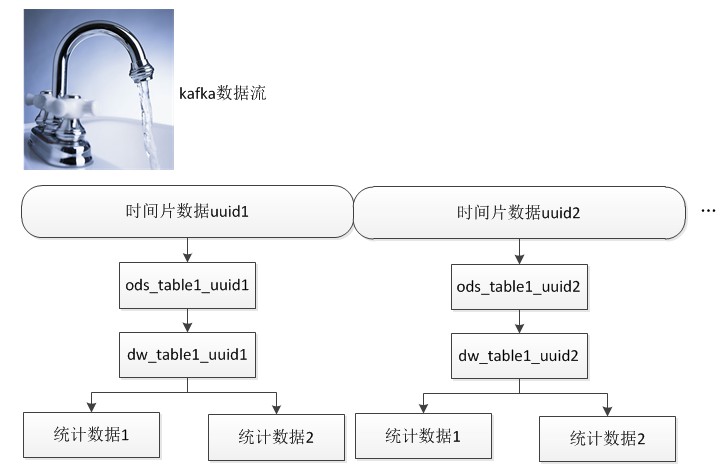 kafka数据流
时间片数据uuid1
时间片数据uuid2
...
ods_table1_uuid1
ods_table1_uuid2
dw_table1_uuid1
dw_table1_uuid2
统计数据1
统计数据2
统计数据1
统计数据2